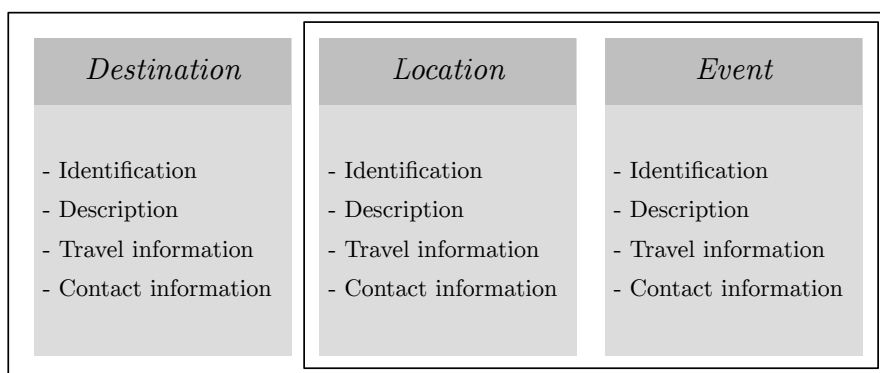 Destination
- Identification
- Description
- Travel information
- Contact information
Location
- Identification
- Description
- Travel information
- Contact information
Event
- Identification
- Description
- Travel information
- Contact information